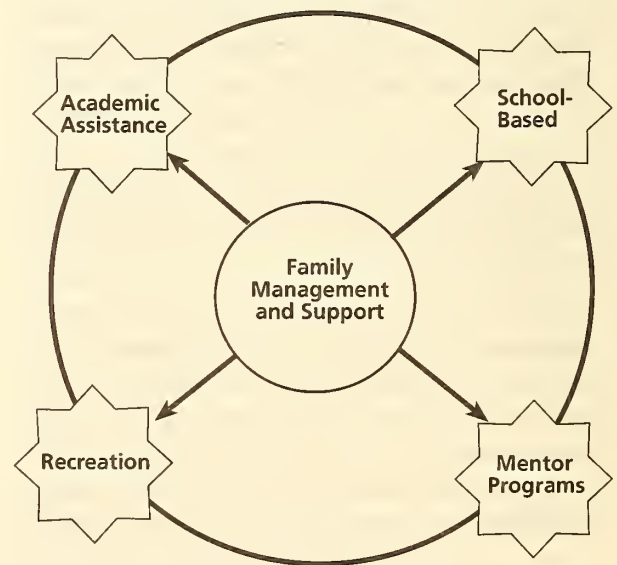 Academic
Assistance
School-
Based
Family
Management
and Support
Recreation
Mentor
Programs